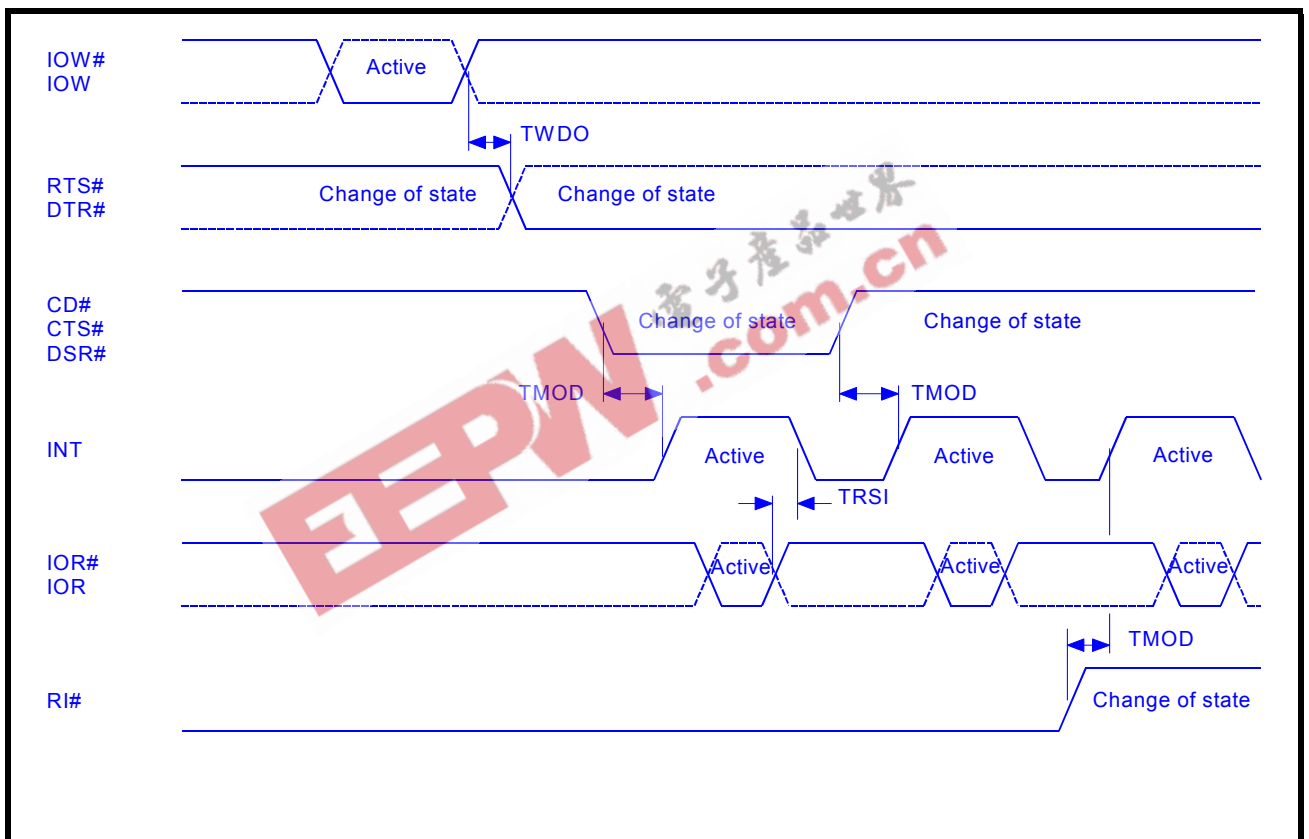 IOW#
IOW
Active
TWDO
RTS#
DTR#
Change of state
Change of state
CD#
CTS#
DSR#
Change of state
Change of state
TMOD
TMOD
INT
Active
Active
Active
TRSI
IOR#
IOR
Active
Active
Active
TMOD
RI#
Change of state
電子產品世界
EEPW
.com.cn